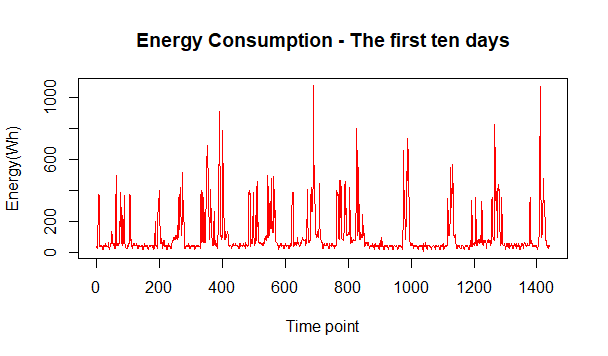 Energy Consumption - The first ten days
Energy(Wh)
1000
600
200
0
0 200 400 600 800 1000 1200 1400
Time point